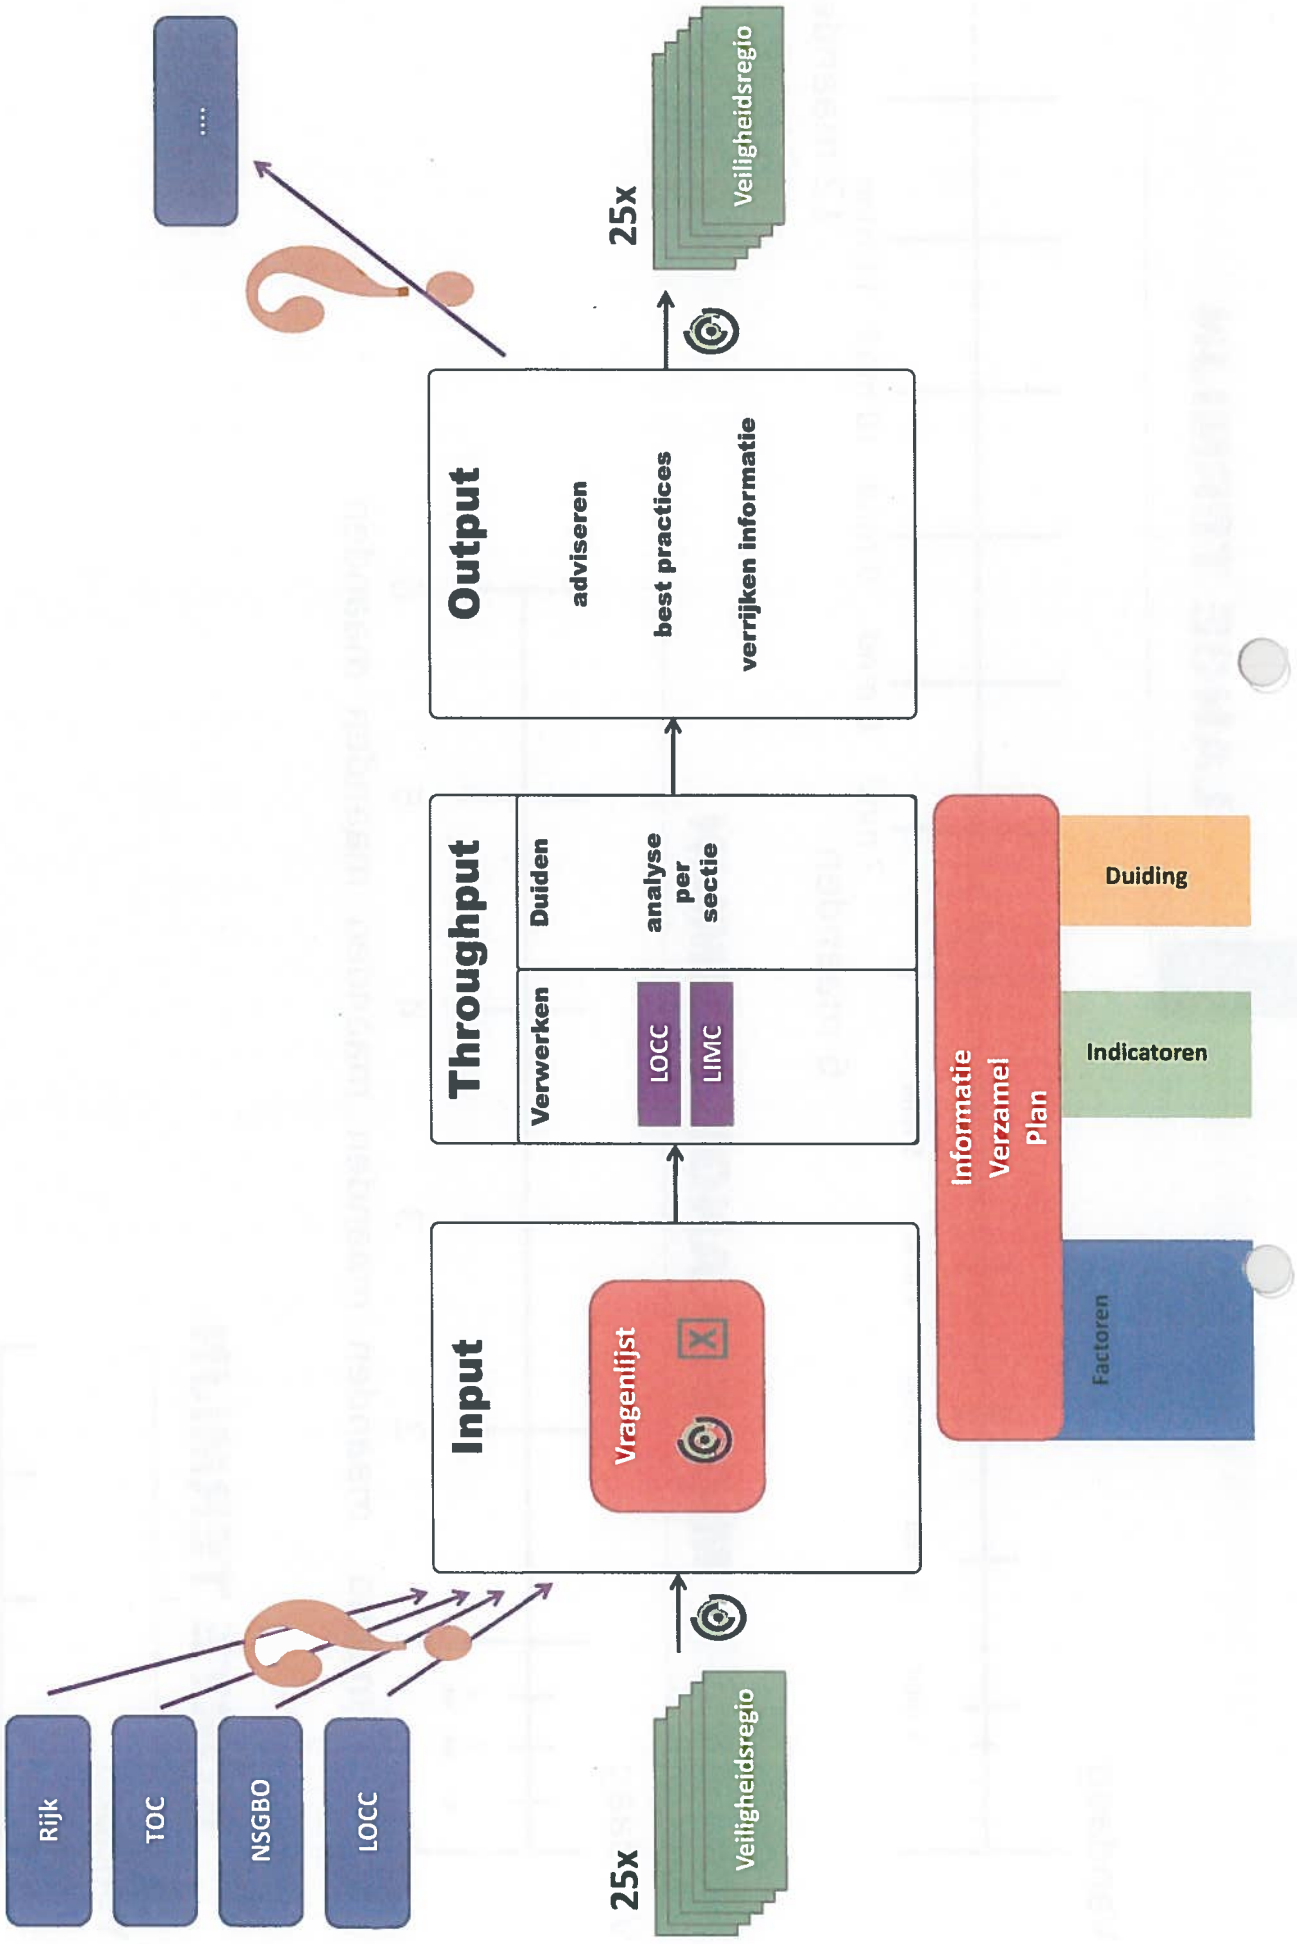 Rijk
TOC
NSGBO
LOCC
25x
Veiligheidsregio
Input
Vragenlijst
X
Throughput
Verwerken
LOCC
LIMC
Duiden
analyse
per
sectie
Output
adviseren
best practices
verrijken informatie
....
25x
Veiligheidsregio
Informatie
Verzamel
Plan
Factoren
Indicatoren
Duiding